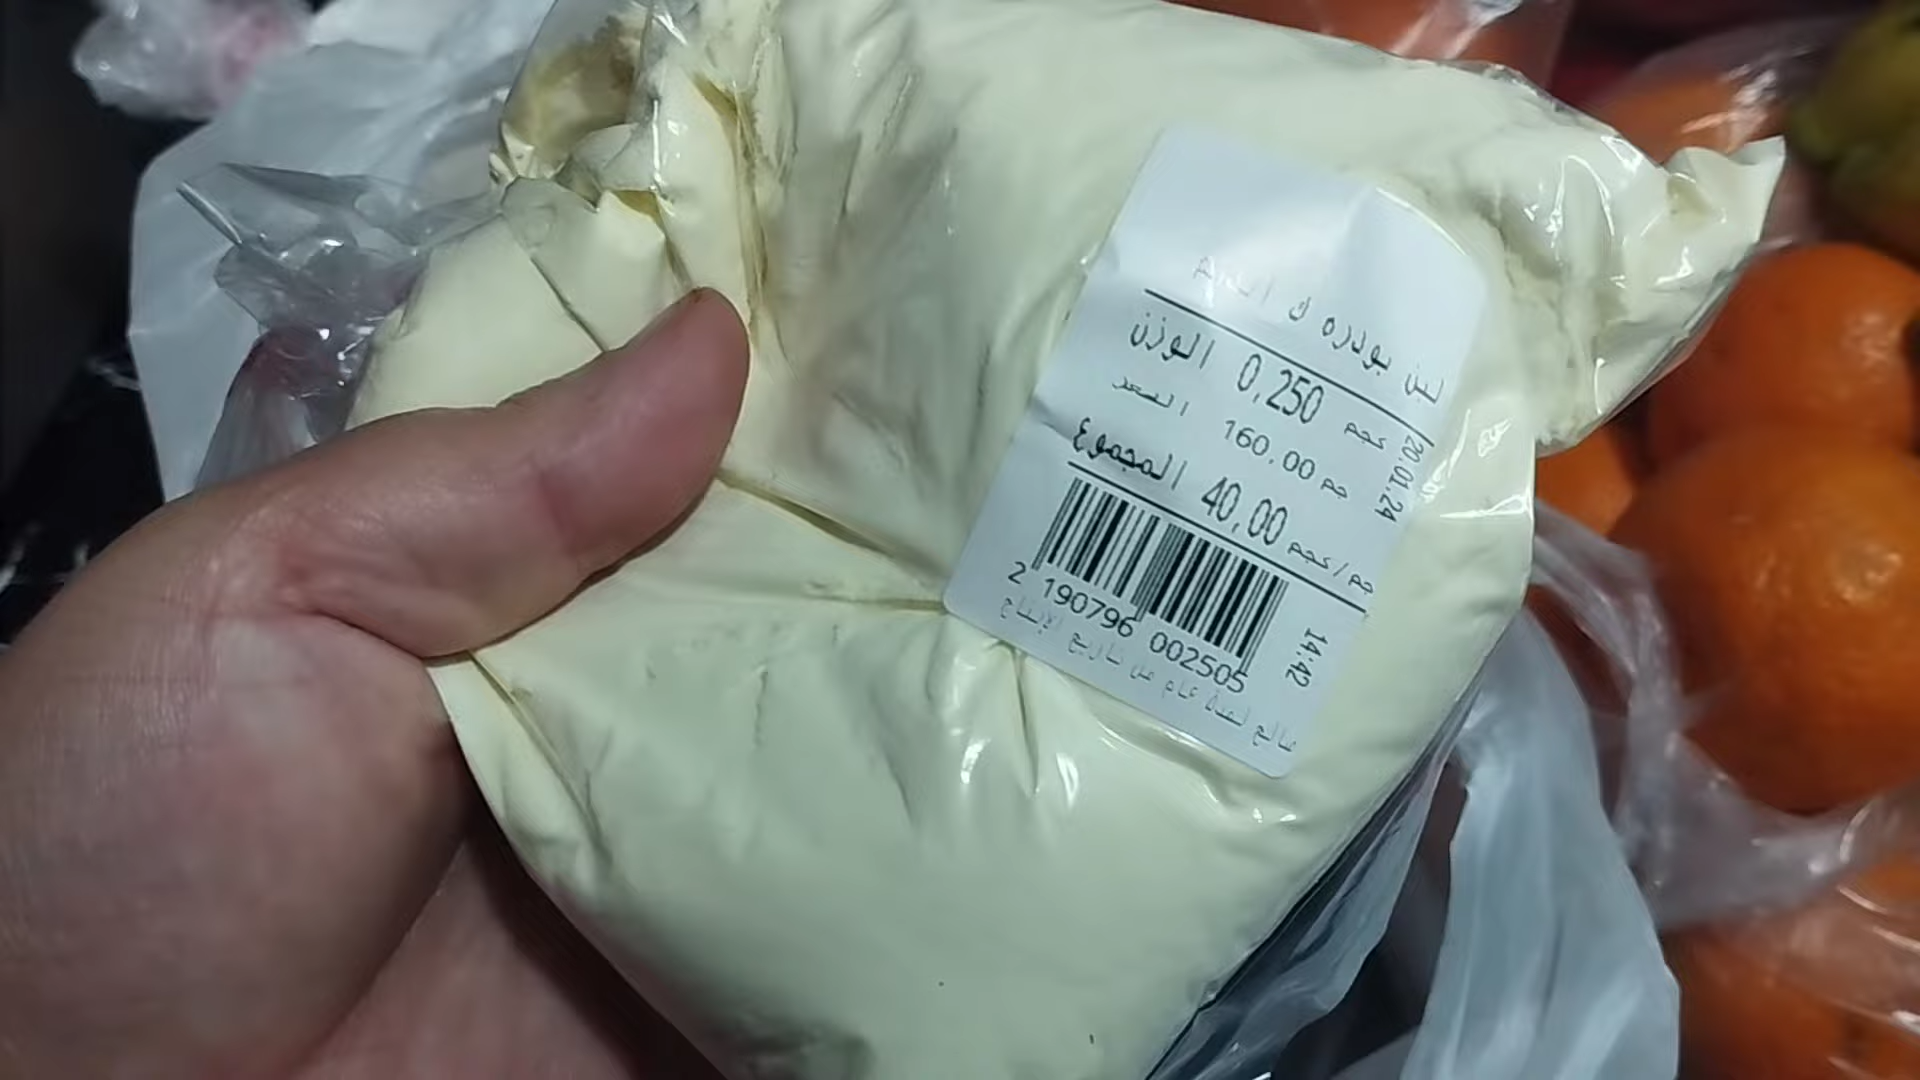 لبن بودره ك الدسم
الوزن 0,250 كجم
السعر 160,00 جم
المجموع 40,00 جم/كجم
20.01.24
14:42
2 190796 002505
صالح لمدة عام من تاريخ الإنتاج